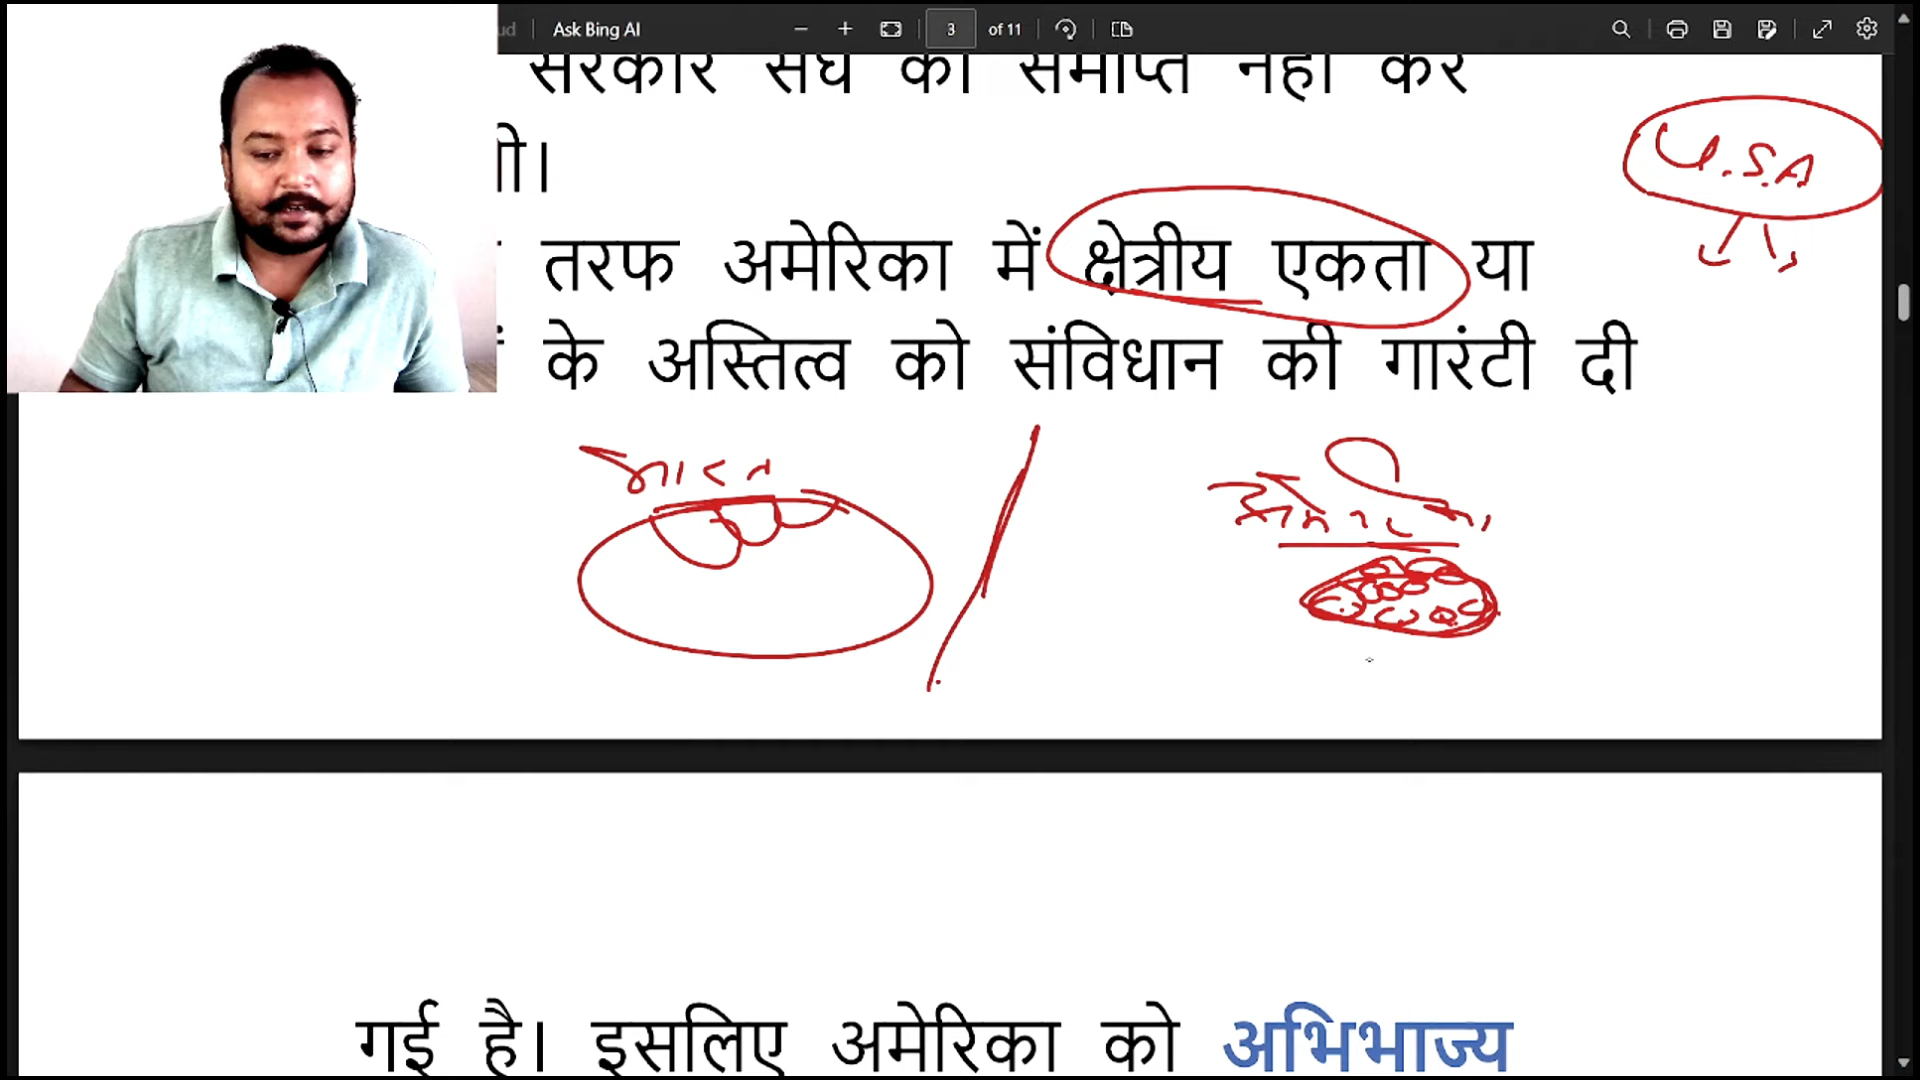 Ask Bing AI 3 of 11
सरकार संघ को समाप्त नहीं कर
U.S.A
तरफ अमेरिका में क्षेत्रीय एकता या
के अस्तित्व को संविधान की गारंटी दी
भारत
गई है। इसलिए अमेरिका को अभिभाज्य